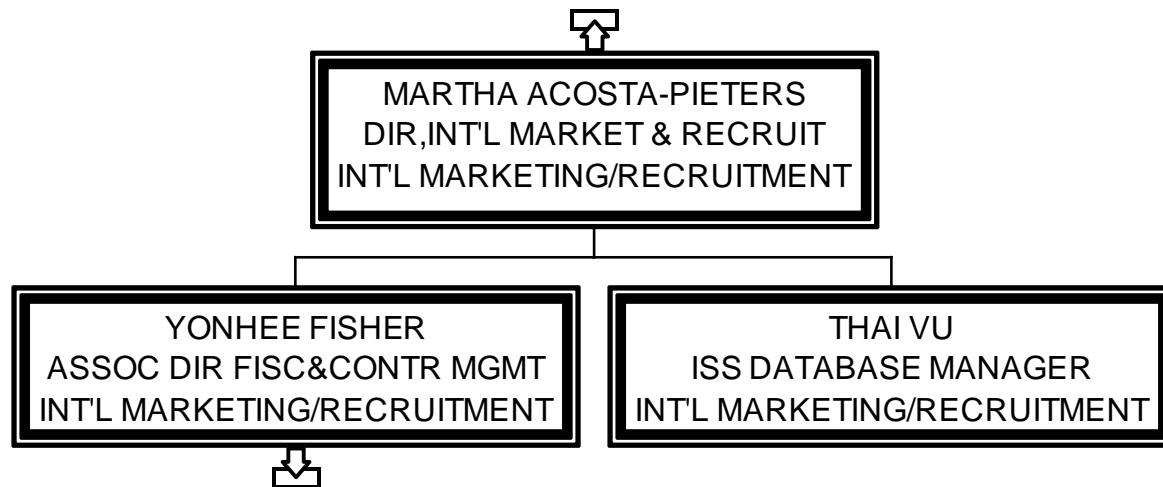 MARTHA ACOSTA-PIETERS
DIR,INT'L MARKET & RECRUIT
INT'L MARKETING/RECRUITMENT
YONHEE FISHER
ASSOC DIR FISC&CONTR MGMT
INT'L MARKETING/RECRUITMENT
THAI VU
ISS DATABASE MANAGER
INT'L MARKETING/RECRUITMENT